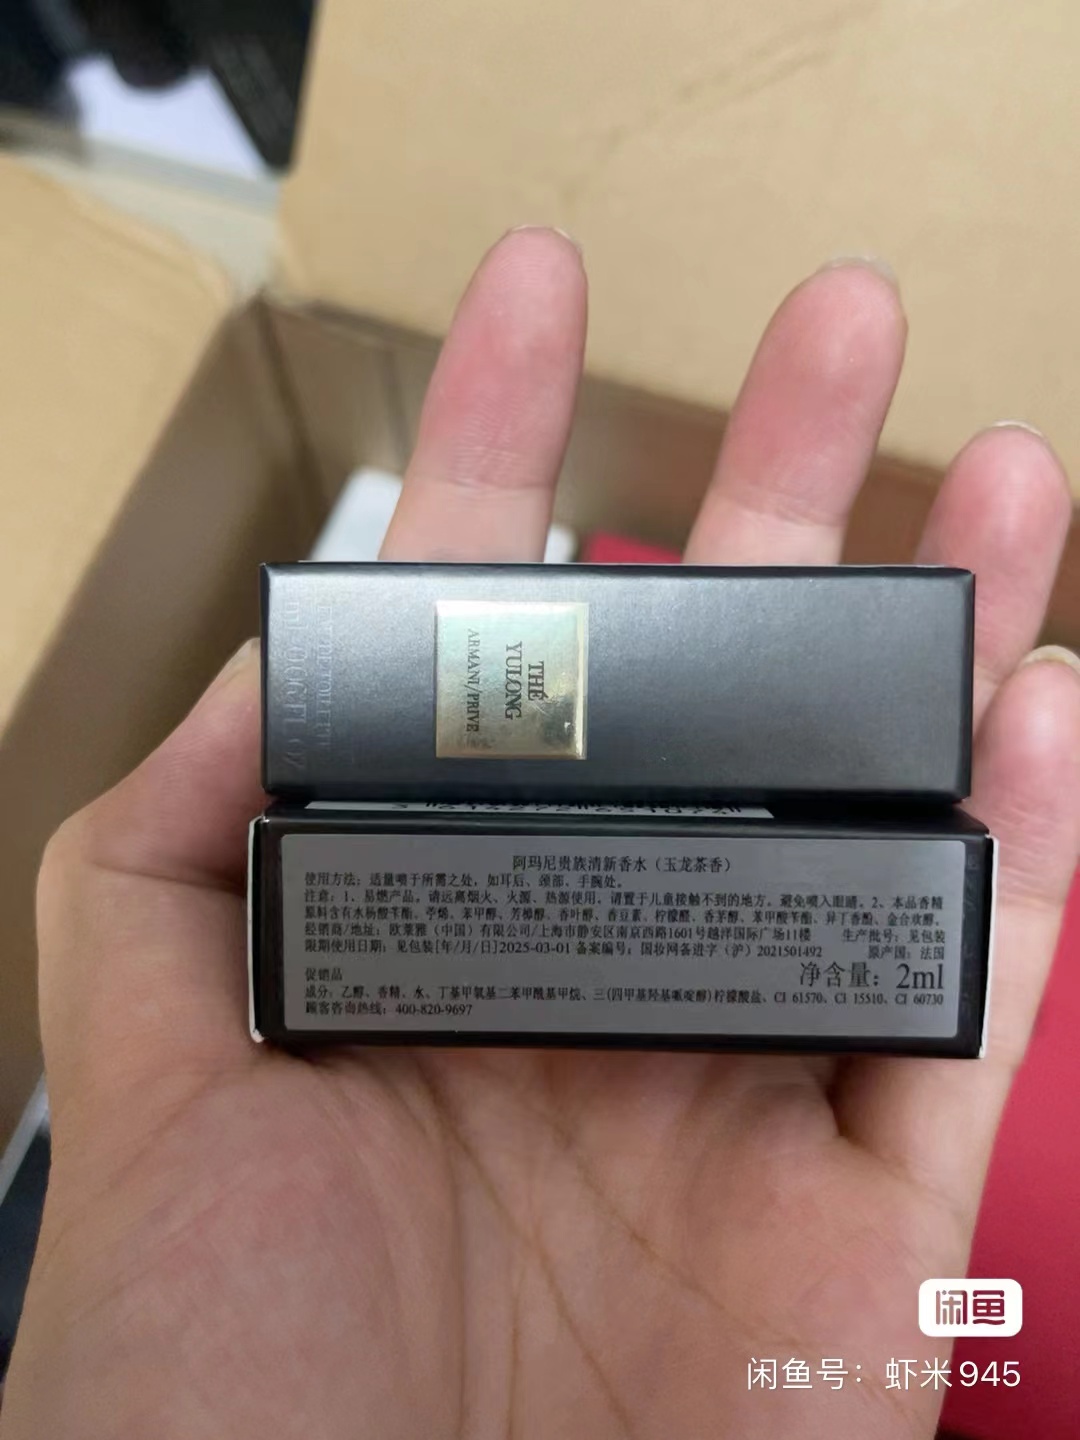 THÉ
YULONG
ARMANI/PRIVE
阿玛尼贵族清新香水（玉龙茶香）
使用方法：适量喷于所需之处，如耳后、颈部、手腕处。
注意：1、易燃产品。请远离烟火、火源、热源使用。请置于儿童接触不到的地方。避免喷入眼睛。2、本品香精
原料含有水杨酸苄酯、苧烯、苯甲醇、芳樟醇、香叶醇、香豆素、柠檬醛、香茅醇、苯甲酸苄酯、异丁香酚、金合欢醇。
经销商/地址：欧莱雅（中国）有限公司/上海市静安区南京西路1601号越洋国际广场11楼 生产批号：见包装
限期使用日期：见包装[年/月/日]2025-03-01 备案编号：国妆网备进字（沪）2021501492 原产国：法国
促销品 净含量：2ml
成分：乙醇、香精、水、丁基甲氧基二苯甲酰基甲烷、三(四甲基羟基哌啶醇)柠檬酸盐、CI 61570、CI 15510、CI 60730
顾客咨询热线：400-820-9697
闲鱼
闲鱼号：虾米945